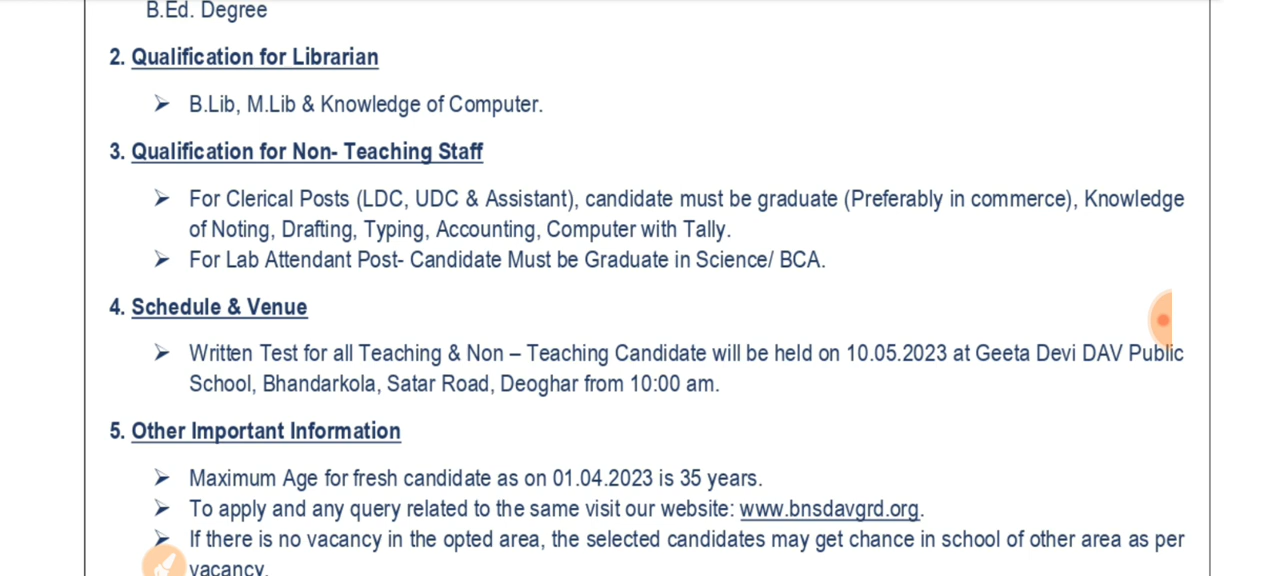 B.Ed. Degree
2. Qualification for Librarian
➢ B.Lib, M.Lib & Knowledge of Computer.
3. Qualification for Non- Teaching Staff
➢ For Clerical Posts (LDC, UDC & Assistant), candidate must be graduate (Preferably in commerce), Knowledge
of Noting, Drafting, Typing, Accounting, Computer with Tally.
➢ For Lab Attendant Post- Candidate Must be Graduate in Science/ BCA.
4. Schedule & Venue
➢ Written Test for all Teaching & Non – Teaching Candidate will be held on 10.05.2023 at Geeta Devi DAV Public
School, Bhandarkola, Satar Road, Deoghar from 10:00 am.
5. Other Important Information
➢ Maximum Age for fresh candidate as on 01.04.2023 is 35 years.
➢ To apply and any query related to the same visit our website: www.bnsdavgrd.org.
➢ If there is no vacancy in the opted area, the selected candidates may get chance in school of other area as per
vacancy.